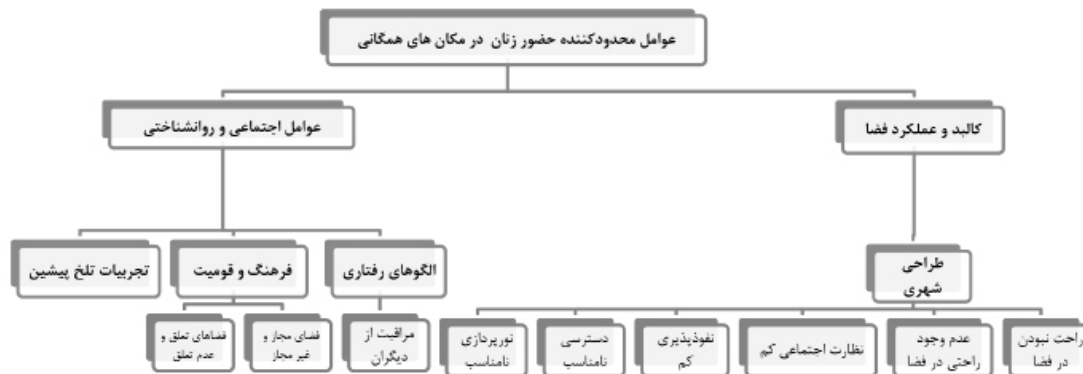 عوامل محدودکننده حضور زنان در مکان های همگانی
کالبد و عملکرد فضا
عوامل اجتماعی و روانشناختی
طراحی
شهری
الگوهای رفتاری
فرهنگ و قومیت
تجربیات تلخ پیشین
راحت نبودن
در فضا
عدم وجود
راحتی در فضا
نظارت اجتماعی کم
نفوذپذیری
کم
دسترسی
نامناسب
نورپردازی
نامناسب
مراقبت از
دیگران
فضای مجاز و
غیر مجاز
فضاهای تعلق و
عدم تعلق